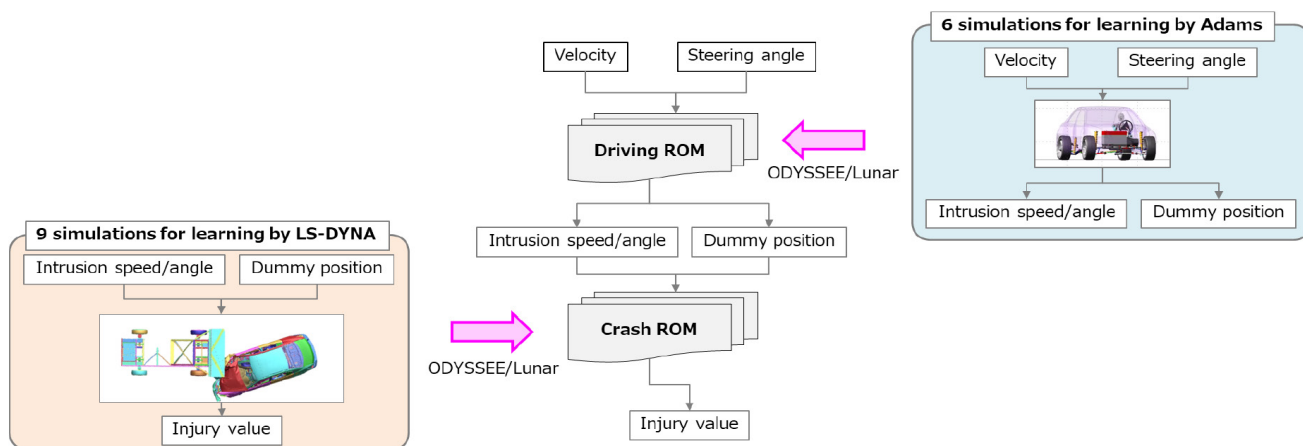 6 simulations for learning by Adams
Velocity
Steering angle
Intrusion speed/angle
Dummy position
Velocity
Steering angle
Driving ROM
ODYSSEE/Lunar
Intrusion speed/angle
Dummy position
Crash ROM
ODYSSEE/Lunar
Injury value
9 simulations for learning by LS-DYNA
Intrusion speed/angle
Dummy position
Injury value